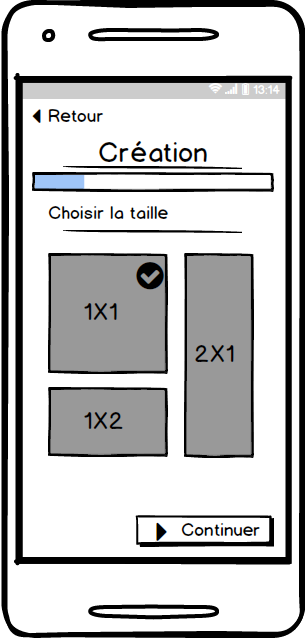 13:14
Retour
Création
Choisir la taille
1X1
2X1
1X2
Continuer